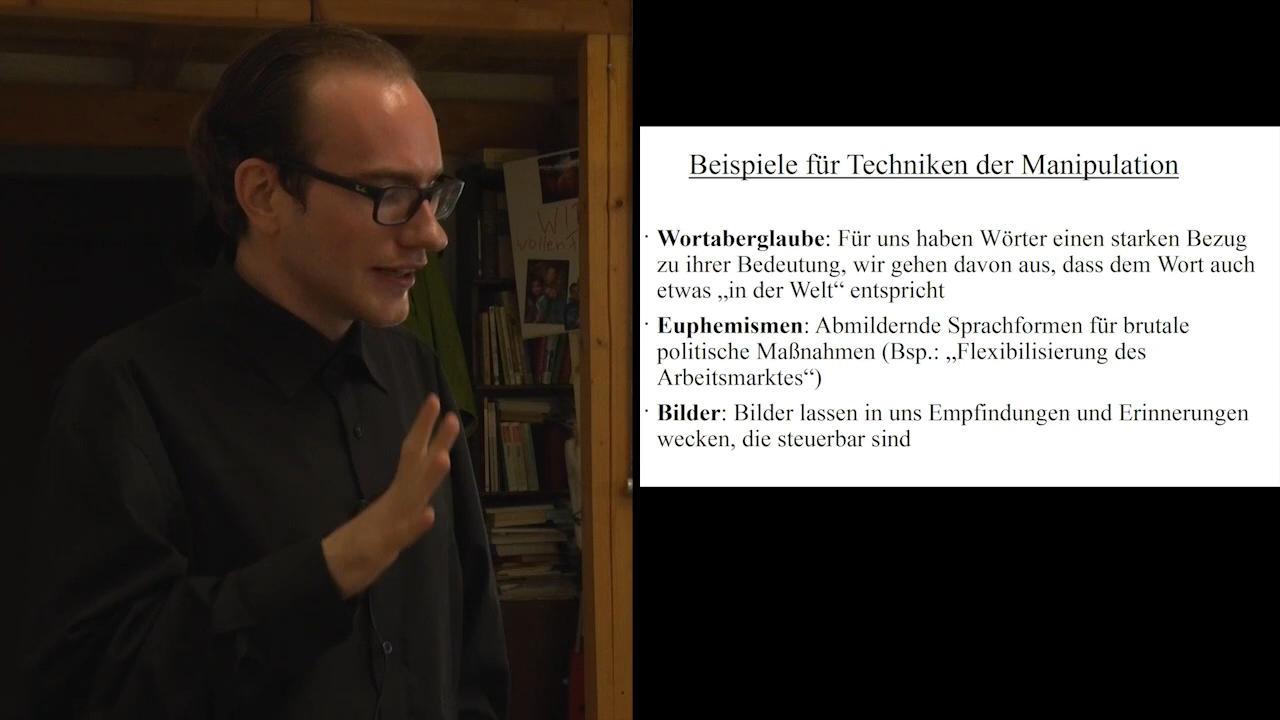 WI
wollen
Beispiele für Techniken der Manipulation
· Wortaberglaube: Für uns haben Wörter einen starken Bezug
zu ihrer Bedeutung, wir gehen davon aus, dass dem Wort auch
etwas „in der Welt“ entspricht
· Euphemismen: Abmildernde Sprachformen für brutale
politische Maßnahmen (Bsp.: „Flexibilisierung des
Arbeitsmarktes“)
· Bilder: Bilder lassen in uns Empfindungen und Erinnerungen
wecken, die steuerbar sind